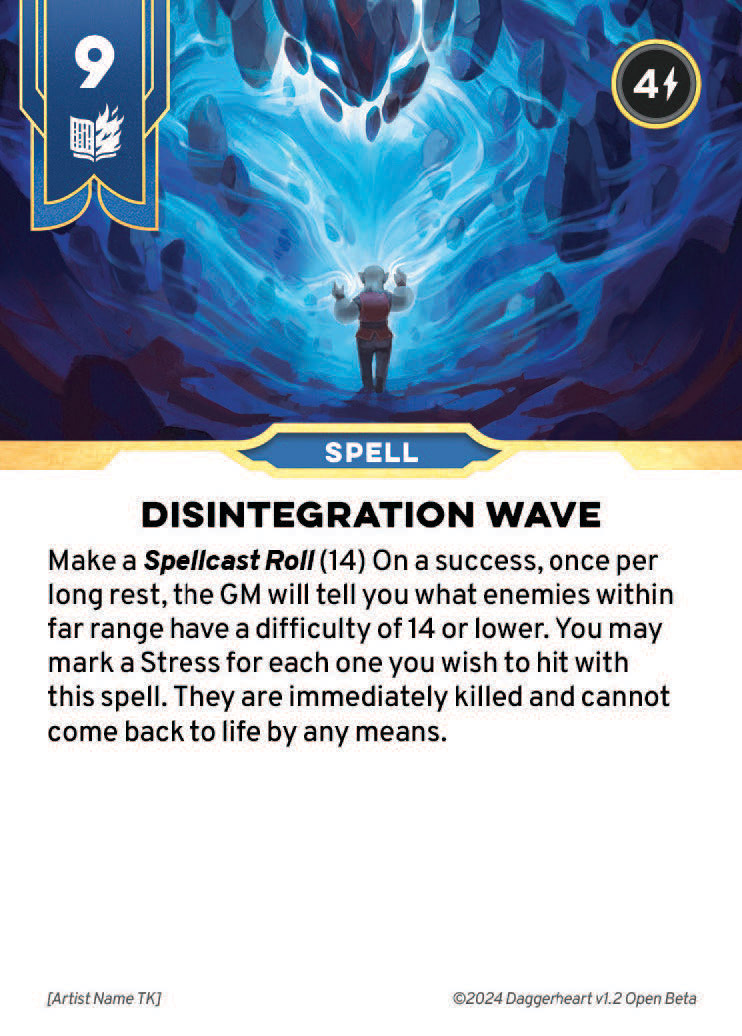 9
4
SPELL
DISINTEGRATION WAVE
Make a Spellcast Roll (14) On a success, once per
long rest, the GM will tell you what enemies within
far range have a difficulty of 14 or lower. You may
mark a Stress for each one you wish to hit with
this spell. They are immediately killed and cannot
come back to life by any means.
[Artist Name TK]
©2024 Daggerheart v1.2 Open Beta